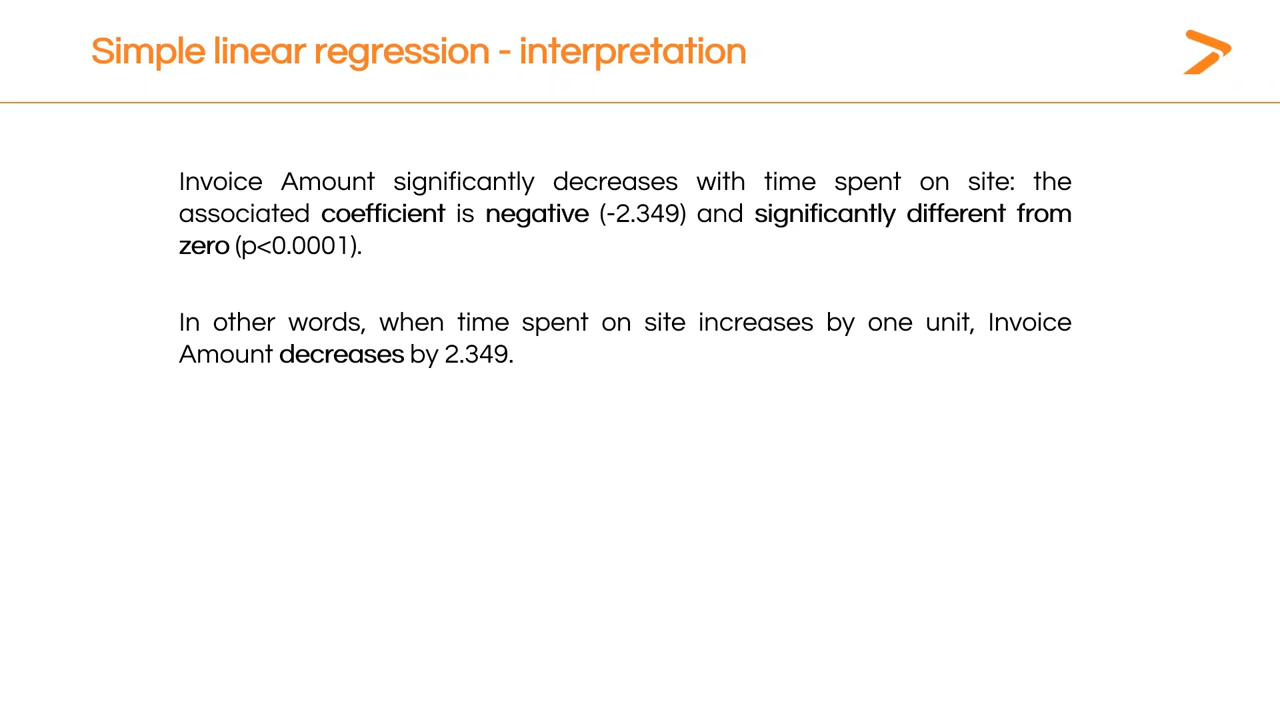 Simple linear regression - interpretation
Invoice Amount significantly decreases with time spent on site: the
associated coefficient is negative (-2.349) and significantly different from
zero (p<0.0001).
In other words, when time spent on site increases by one unit, Invoice
Amount decreases by 2.349.